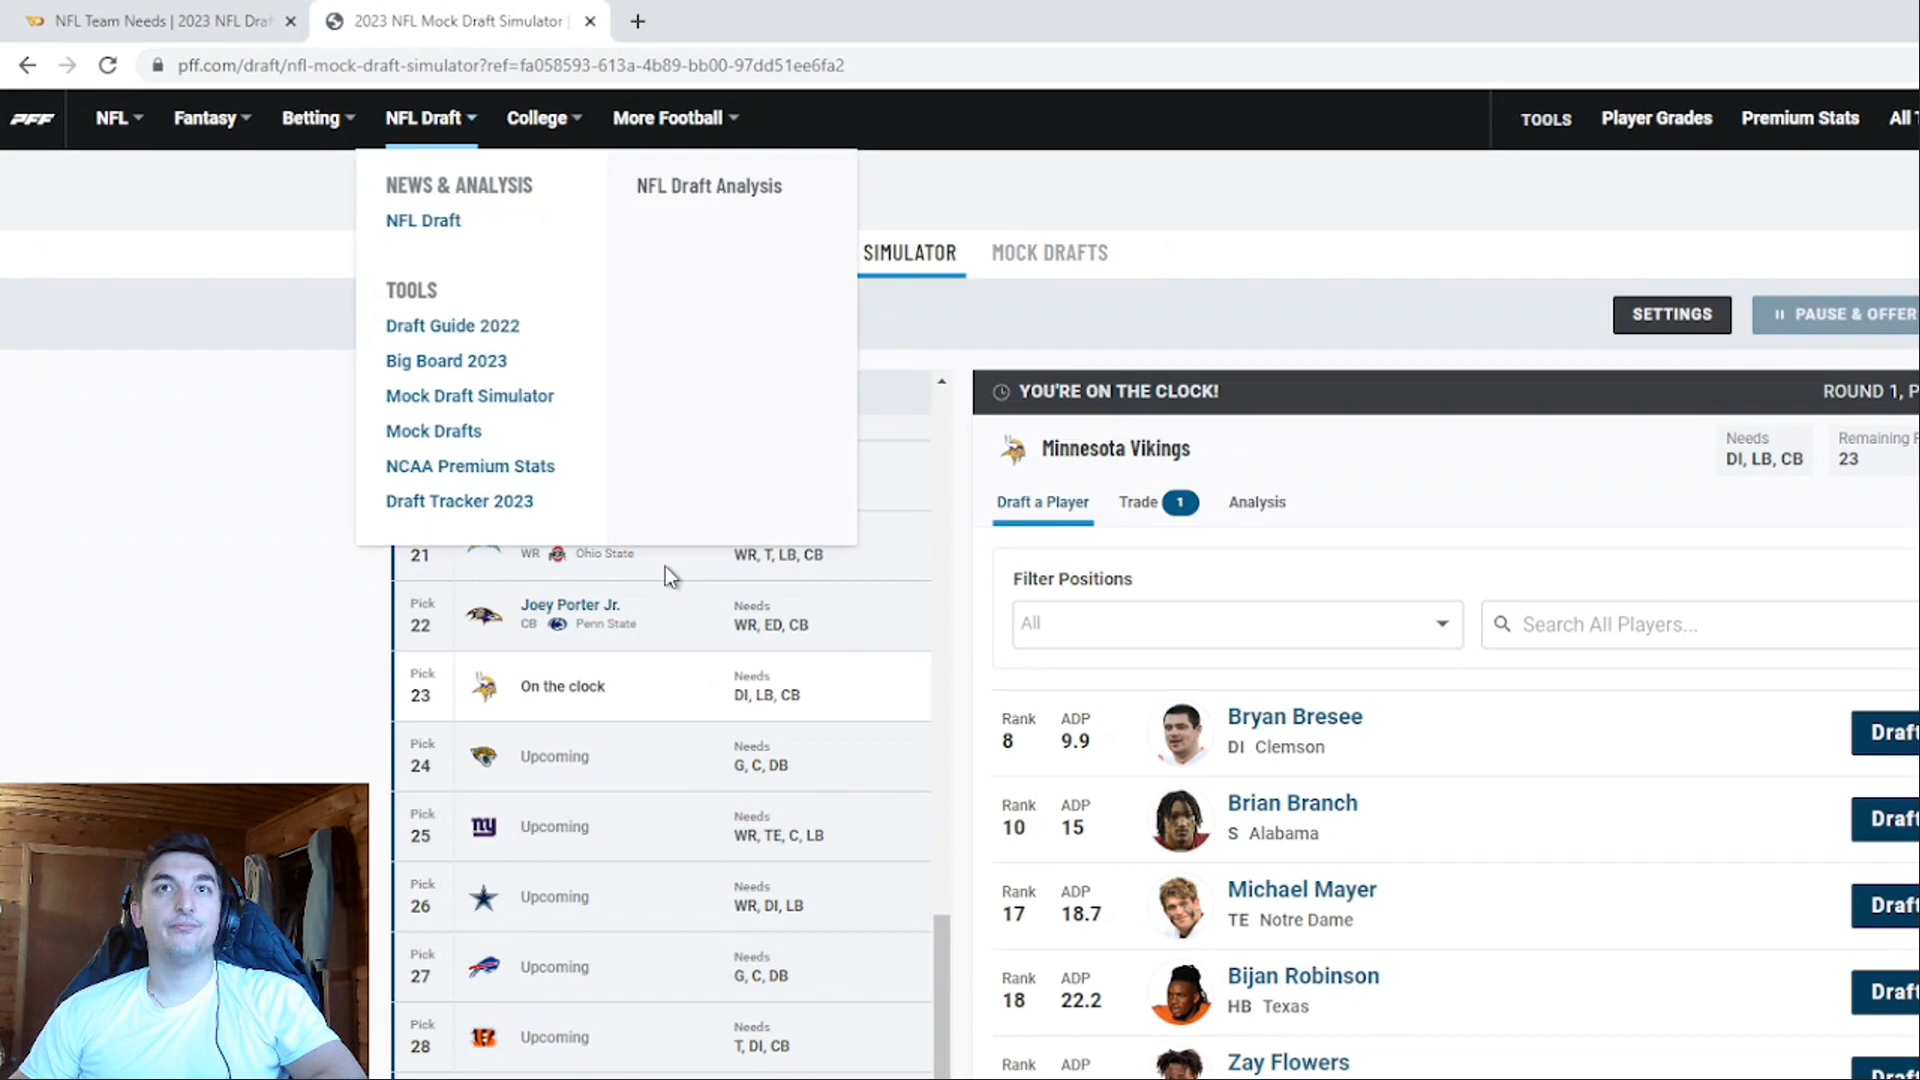 NFL Team Needs | 2023 NFL Draf
2023 NFL Mock Draft Simulator |
pff.com/draft/nfl-mock-draft-simulator?ref=fa058593-613a-4b89-bb00-97dd51ee6fa2
PFF NFL Fantasy Betting NFL Draft College More Football TOOLS Player Grades Premium Stats All T
NEWS & ANALYSIS
NFL Draft
TOOLS
Draft Guide 2022
Big Board 2023
Mock Draft Simulator
Mock Drafts
NCAA Premium Stats
Draft Tracker 2023
NFL Draft Analysis
SIMULATOR MOCK DRAFTS
SETTINGS PAUSE & OFFER
21 WR Ohio State WR, T, LB, CB
Pick Joey Porter Jr. Needs
22 CB Penn State WR, ED, CB
Pick On the clock Needs
23 DI, LB, CB
Pick Upcoming Needs
24 G, C, DB
Pick ny Upcoming Needs
25 WR, TE, C, LB
Pick Upcoming Needs
26 WR, DI, LB
Pick Upcoming Needs
27 G, C, DB
Pick Upcoming Needs
28 T, DI, CB
YOU'RE ON THE CLOCK! ROUND 1, P
Minnesota Vikings
Needs
DI, LB, CB
Remaining P
23
Draft a Player Trade 1 Analysis
Filter Positions
All Search All Players...
Rank ADP Bryan Bresee
8 9.9 DI Clemson Draft
Rank ADP Brian Branch
10 15 S Alabama Draft
Rank ADP Michael Mayer
17 18.7 TE Notre Dame Draft
Rank ADP Bijan Robinson
18 22.2 HB Texas Draft
Rank ADP Zay Flowers
Draft